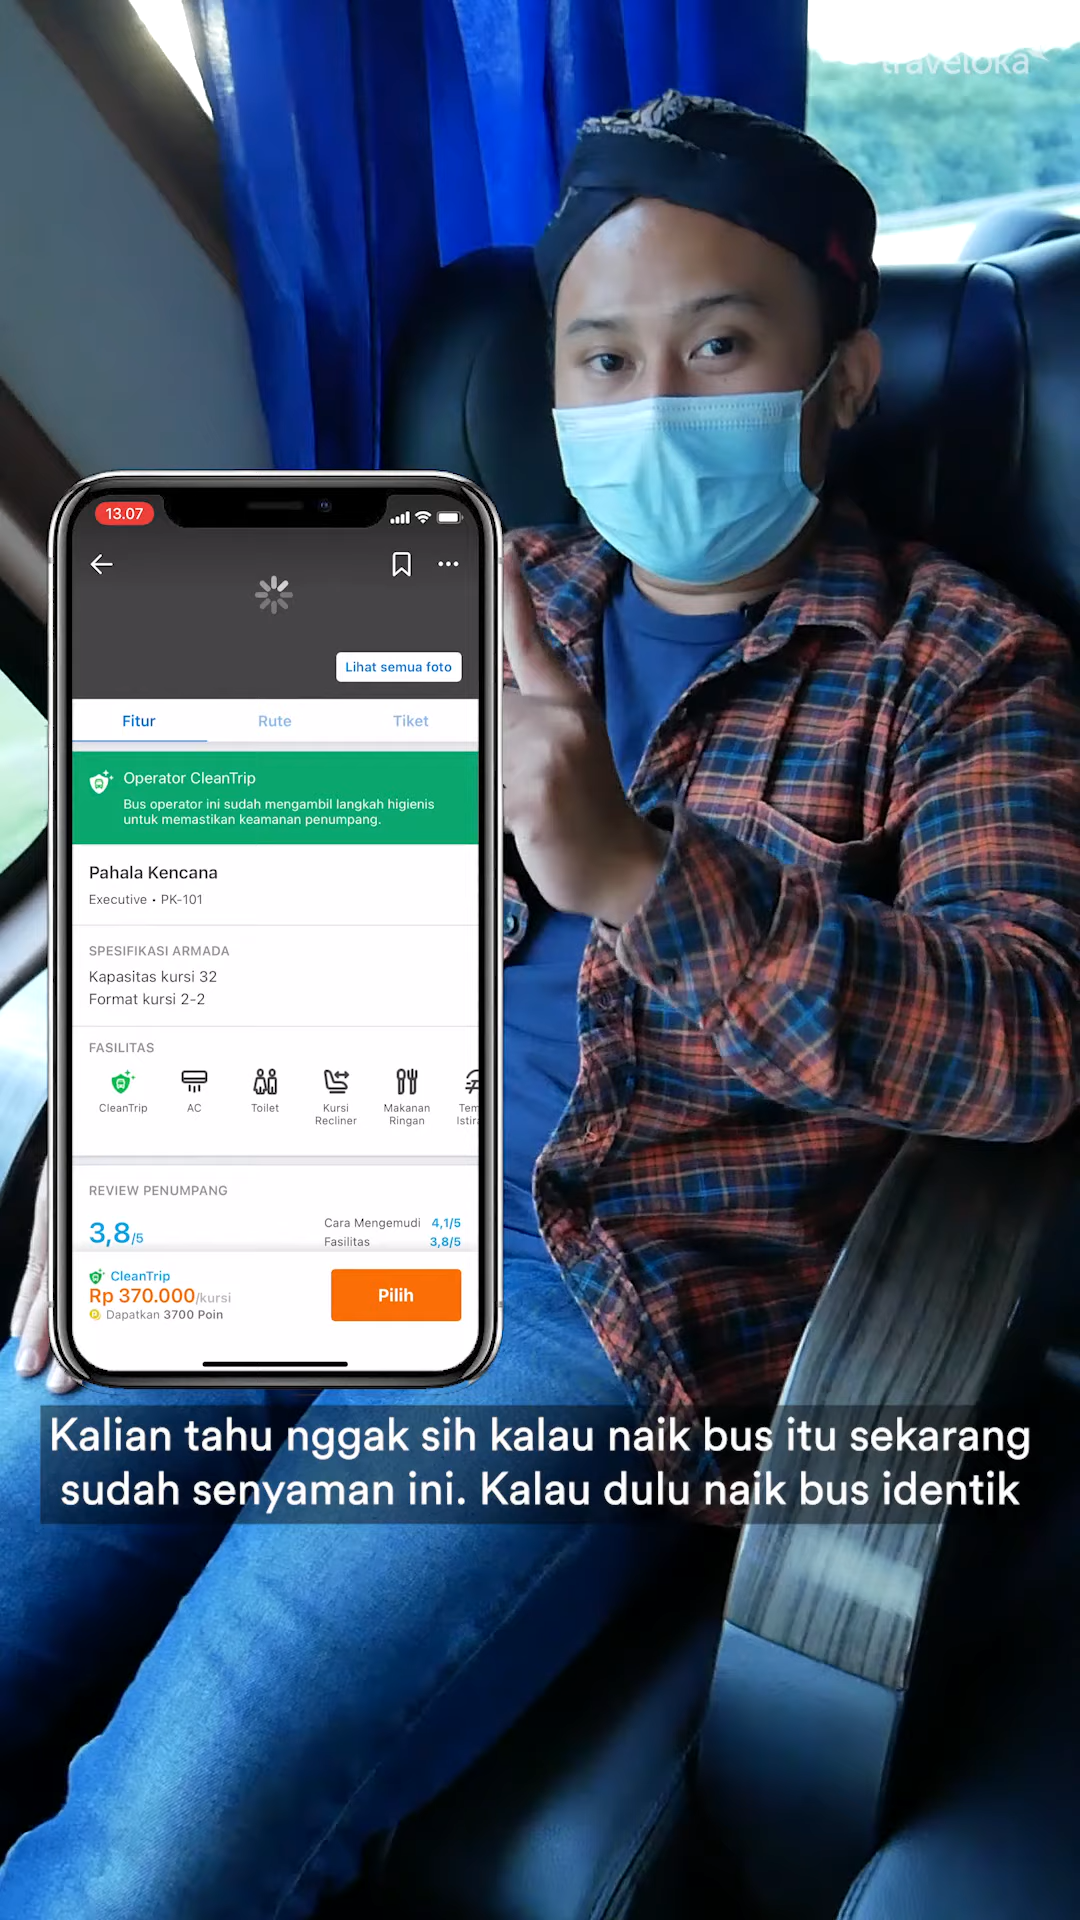 traveloka
13.07
Lihat semua foto
Fitur
Rute
Tiket
Operator CleanTrip
Bus operator ini sudah mengambil langkah higienis
untuk memastikan keamanan penumpang.
Pahala Kencana
Executive • PK-101
SPESIFIKASI ARMADA
Kapasitas kursi 32
Format kursi 2-2
FASILITAS
CleanTrip
AC
Toilet
Kursi
Recliner
Makanan
Ringan
REVIEW PENUMPANG
3,8/5
Cara Mengemudi 4,1/5
Fasilitas 3,8/5
CleanTrip
Rp 370.000/kursi
Dapatkan 3700 Poin
Pilih
Kalian tahu nggak sih kalau naik bus itu sekarang
sudah senyaman ini. Kalau dulu naik bus identik